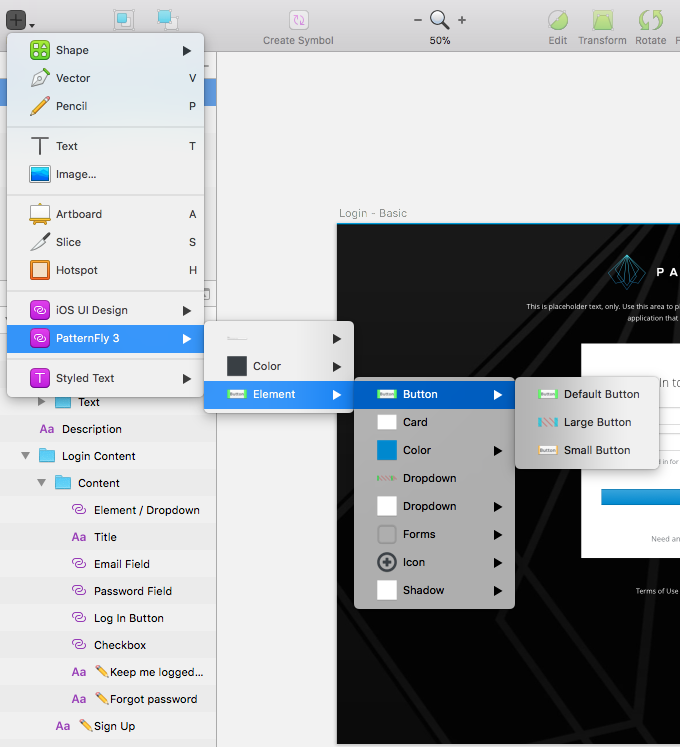 Create Symbol
50%
Edit
Transform
Rotate
Shape
Vector V
Pencil P
Text T
Image...
Artboard A
Slice S
Hotspot H
iOS UI Design
PatternFly 3
Styled Text
Color
Element
Button
Card
Color
Dropdown
Dropdown
Forms
Icon
Shadow
Default Button
Large Button
Small Button
Text
Description
Login Content
Content
Element / Dropdown
Title
Email Field
Password Field
Log In Button
Checkbox
Keep me logged...
Forgot password
Sign Up
Login - Basic
P A
This is placeholder text, only. Use this area to
application that
In to
in for
Need an
Terms of Use